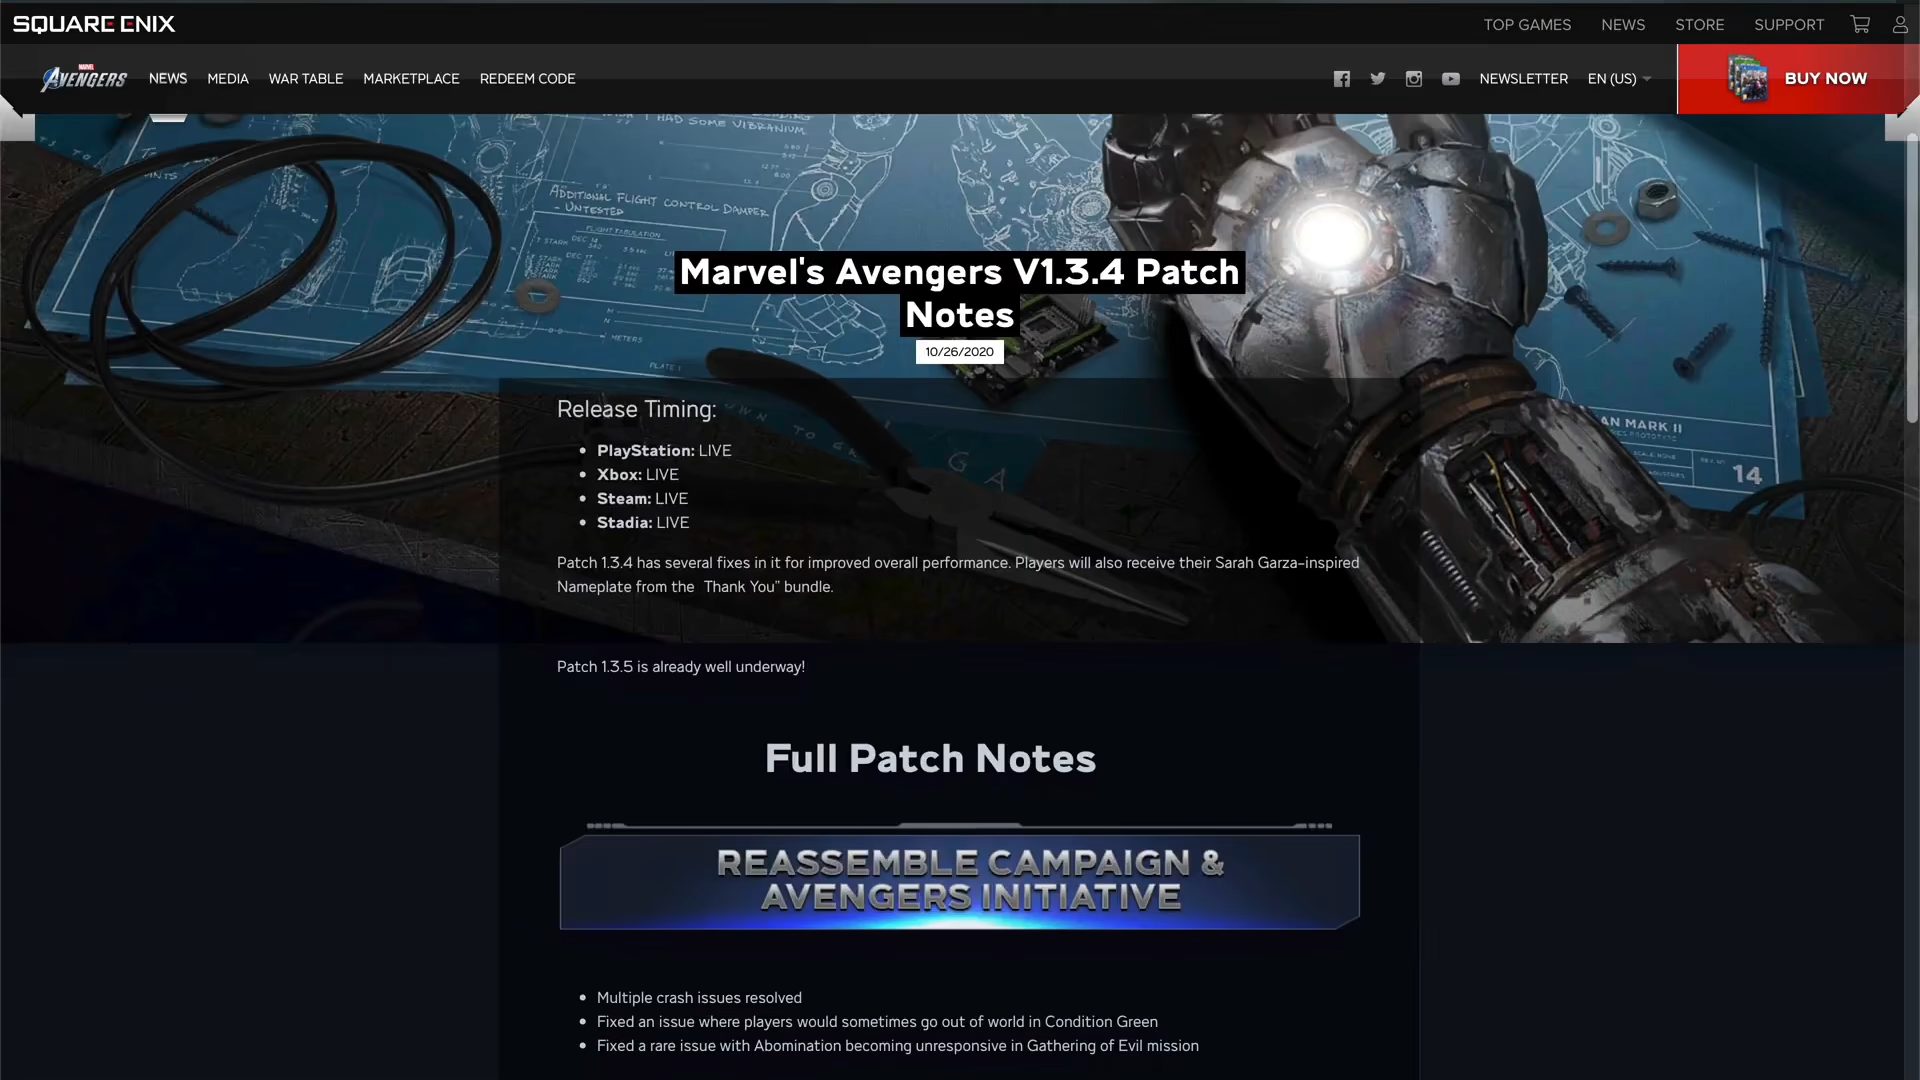 SQUARE ENIX
TOP GAMES
NEWS
STORE
SUPPORT
MARVEL
AVENGERS
NEWS
MEDIA
WAR TABLE
MARKETPLACE
REDEEM CODE
NEWSLETTER
EN (US)
BUY NOW
I HAD SOME VIBRANIUM
ADDITIONAL FLIGHT CONTROL DAMPER
- UNTESTED
FLIGHT TABULATION
METERS
PLATE 1
AN MARK II
14
Marvel's Avengers V1.3.4 Patch
Notes
10/26/2020
Release Timing:
PlayStation: LIVE
Xbox: LIVE
Steam: LIVE
Stadia: LIVE
Patch 1.3.4 has several fixes in it for improved overall performance. Players will also receive their Sarah Garza-inspired
Nameplate from the  Thank You" bundle.
Patch 1.3.5 is already well underway!
Full Patch Notes
REASSEMBLE CAMPAIGN &
AVENGERS INITIATIVE
Multiple crash issues resolved
Fixed an issue where players would sometimes go out of world in Condition Green
Fixed a rare issue with Abomination becoming unresponsive in Gathering of Evil mission